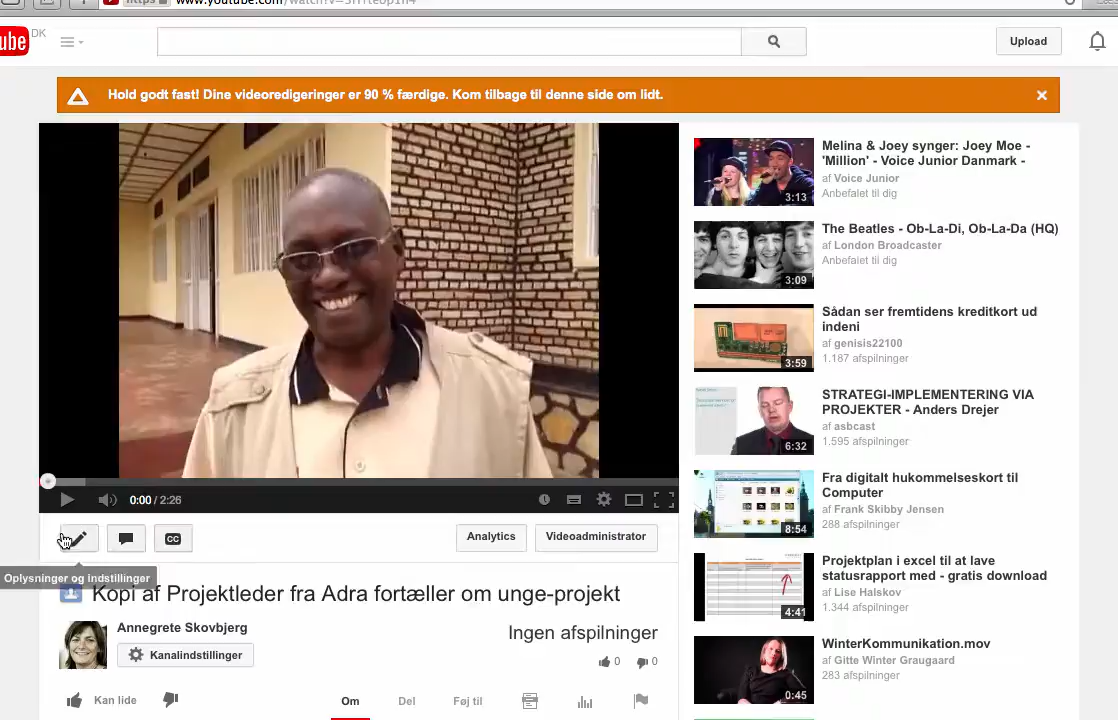 www.youtube.com/watch?v=
ube DK
Upload
Hold godt fast! Dine videoredigeringer er 90 % færdige. Kom tilbage til denne side om lidt.
0:00 / 2:26
CC
Analytics
Videoadministrator
Oplysninger og indstillinger
Kopi af Projektleder fra Adra fortæller om unge-projekt
Annegrete Skovbjerg
Kanalindstillinger
Ingen afspilninger
0 0
Kan lide
Om
Del
Føj til
3:13
Melina & Joey synger: Joey Moe -
'Million' - Voice Junior Danmark -
af Voice Junior
Anbefalet til dig
3:09
The Beatles - Ob-La-Di, Ob-La-Da (HQ)
af London Broadcaster
Anbefalet til dig
3:59
Sådan ser fremtidens kreditkort ud
indeni
af genisis22100
1.187 afspilninger
6:32
STRATEGI-IMPLEMENTERING VIA
PROJEKTER - Anders Drejer
af asbcast
1.595 afspilninger
8:54
Fra digitalt hukommelseskort til
Computer
af Frank Skibby Jensen
288 afspilninger
4:41
Projektplan i excel til at lave
statusrapport med - gratis download
af Lise Halskov
1.344 afspilninger
0:45
WinterKommunikation.mov
af Gitte Winter Graugaard
283 afspilninger